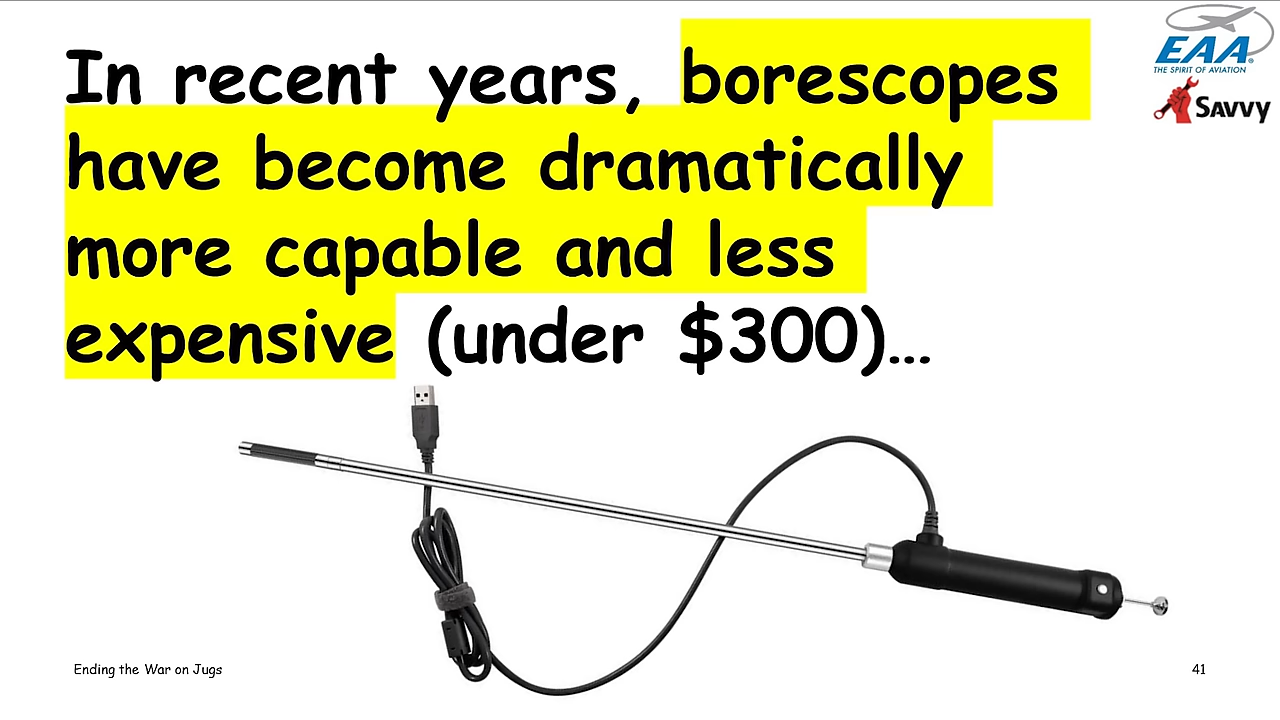 In recent years, borescopes
have become dramatically
more capable and less
expensive (under $300)…
EAA®
THE SPIRIT OF AVIATION
SAVVY
Ending the War on Jugs
41